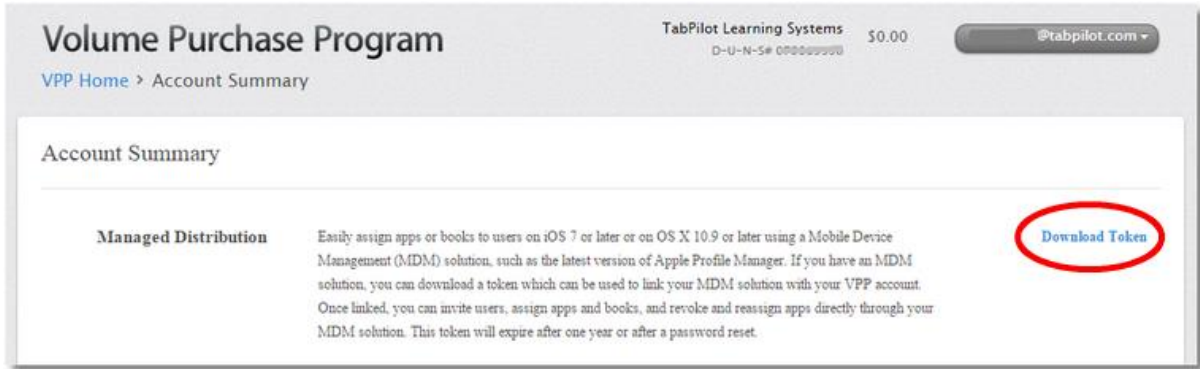 Volume Purchase Program
TabPilot Learning Systems
D-U-N-S#
$0.00
@tabpilot.com
VPP Home > Account Summary
Account Summary
Managed Distribution
Easily assign apps or books to users on iOS 7 or later or on OS X 10.9 or later using a Mobile Device
Management (MDM) solution, such as the latest version of Apple Profile Manager. If you have an MDM
solution, you can download a token which can be used to link your MDM solution with your VPP account.
Once linked, you can invite users, assign apps and books, and revoke and reassign apps directly through your
MDM solution. This token will expire after one year or after a password reset.
Download Token